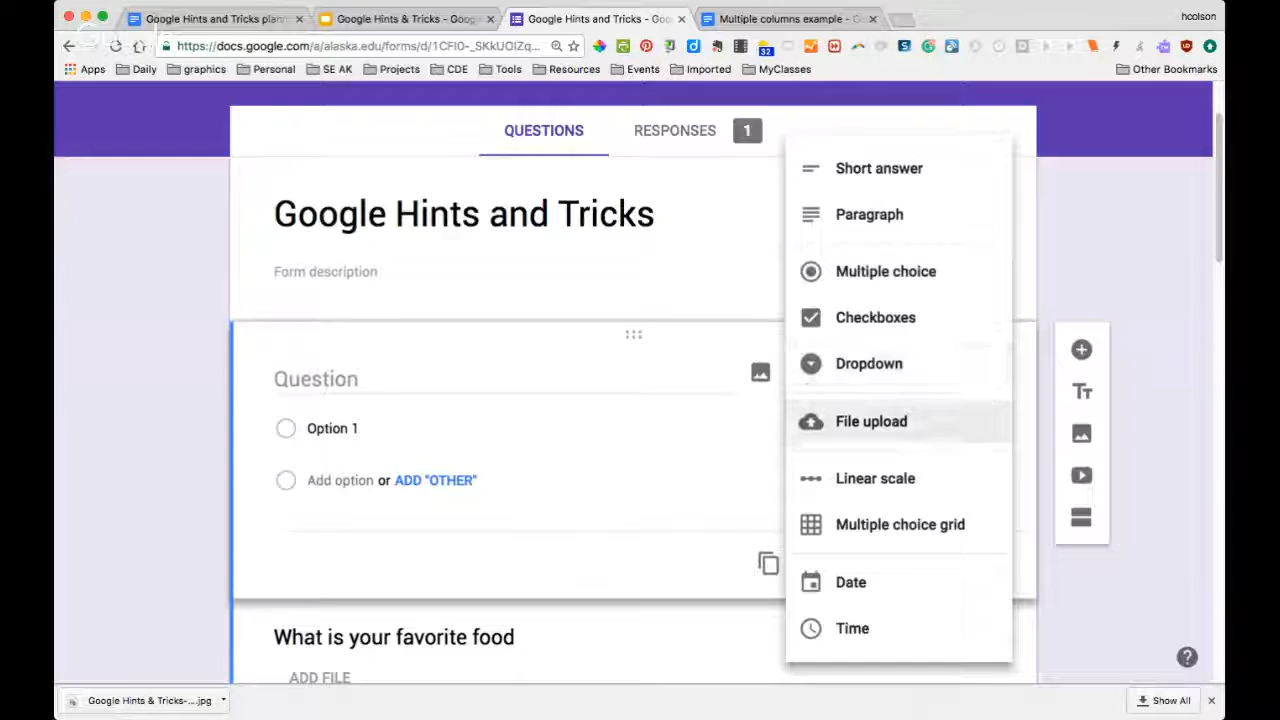 Google Hints and Tricks plan
Google Hints & Tricks - Goog
Google Hints and Tricks - Goo
Multiple columns example - G
hcolson
https://docs.google.com/a/alaska.edu/forms/d/1CFI0-_SKkUOIZq...
32
Apps
Daily
graphics
Personal
SE AK
Projects
CDE
Tools
Resources
Events
Imported
MyClasses
Other Bookmarks
QUESTIONS
RESPONSES
1
Google Hints and Tricks
Form description
Question
Option 1
Add option or ADD "OTHER"
What is your favorite food
ADD FILE
Short answer
Paragraph
Multiple choice
Checkboxes
Dropdown
File upload
Linear scale
Multiple choice grid
Date
Time
Tт
?
Google Hints & Tricks-....jpg
Show All